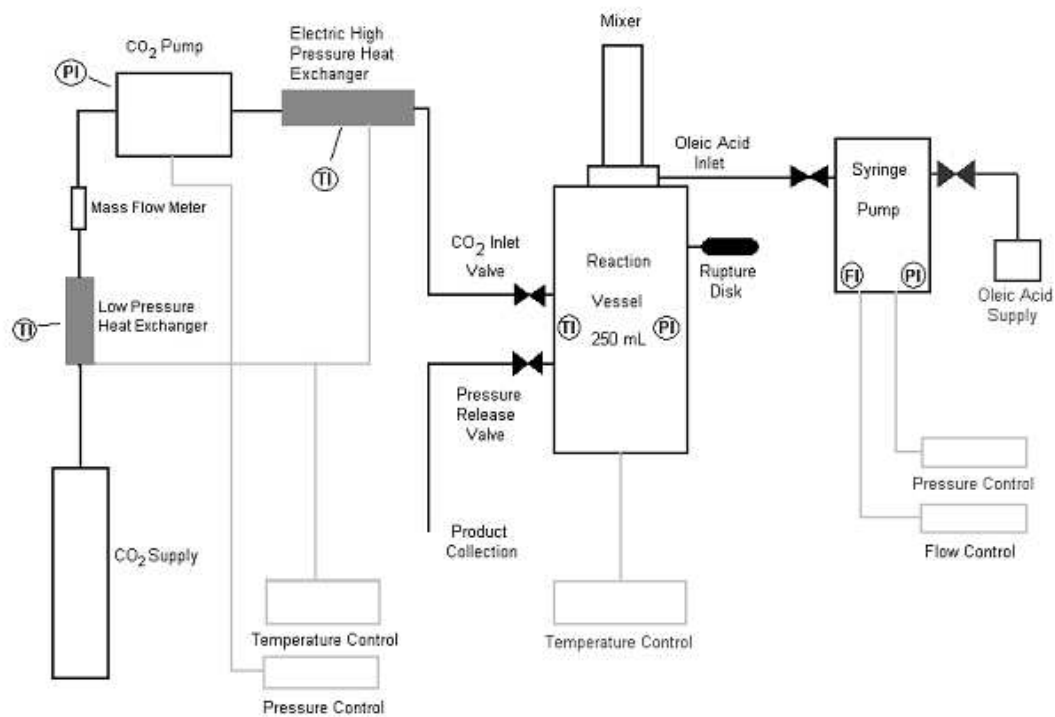 Mixer
Electric High
Pressure Heat
Exchanger
CO2 Pump
PI
TI
Oleic Acid
Inlet
Syringe
Pump
FI
PI
Oleic Acid
Supply
Mass Flow Meter
CO2 Inlet
Valve
Rupture
Disk
Reaction
Vessel
250 mL
TI
PI
Low Pressure
Heat Exchanger
TI
Pressure
Release
Valve
Product
Collection
CO2 Supply
Pressure Control
Flow Control
Temperature Control
Pressure Control
Temperature Control